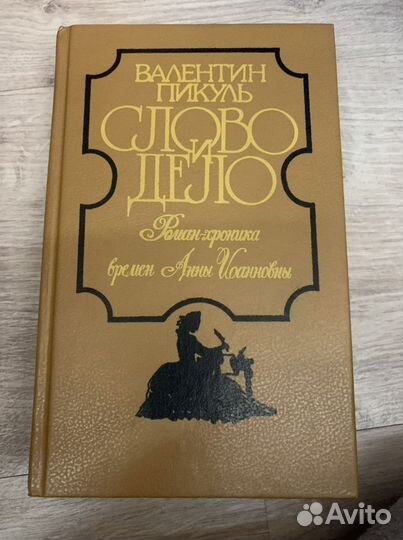 ВАЛЕНТИН
ПИКУЛЬ
СЛОВО
И
ДЕЛО
Роман-хроника
времен Анны Иоанновны
Avito